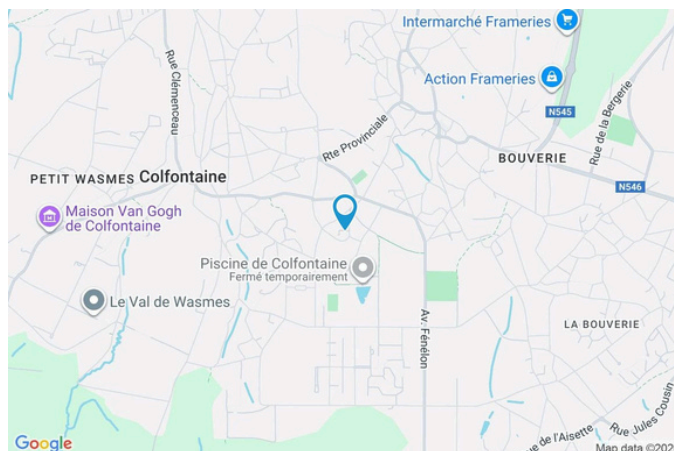 Intermarché Frameries
Action Frameries
N545
Rue de la Bergerie
Rue Clémenceau
Rte Provinciale
BOUVERIE
N546
PETIT WASMES Colfontaine
Maison Van Gogh
de Colfontaine
Piscine de Colfontaine
Fermé temporairement
Le Val de Wasmes
Av. Fénélon
LA BOUVERIE
Rue Jules Cousin
de l'Aisette
Google
Map data ©202